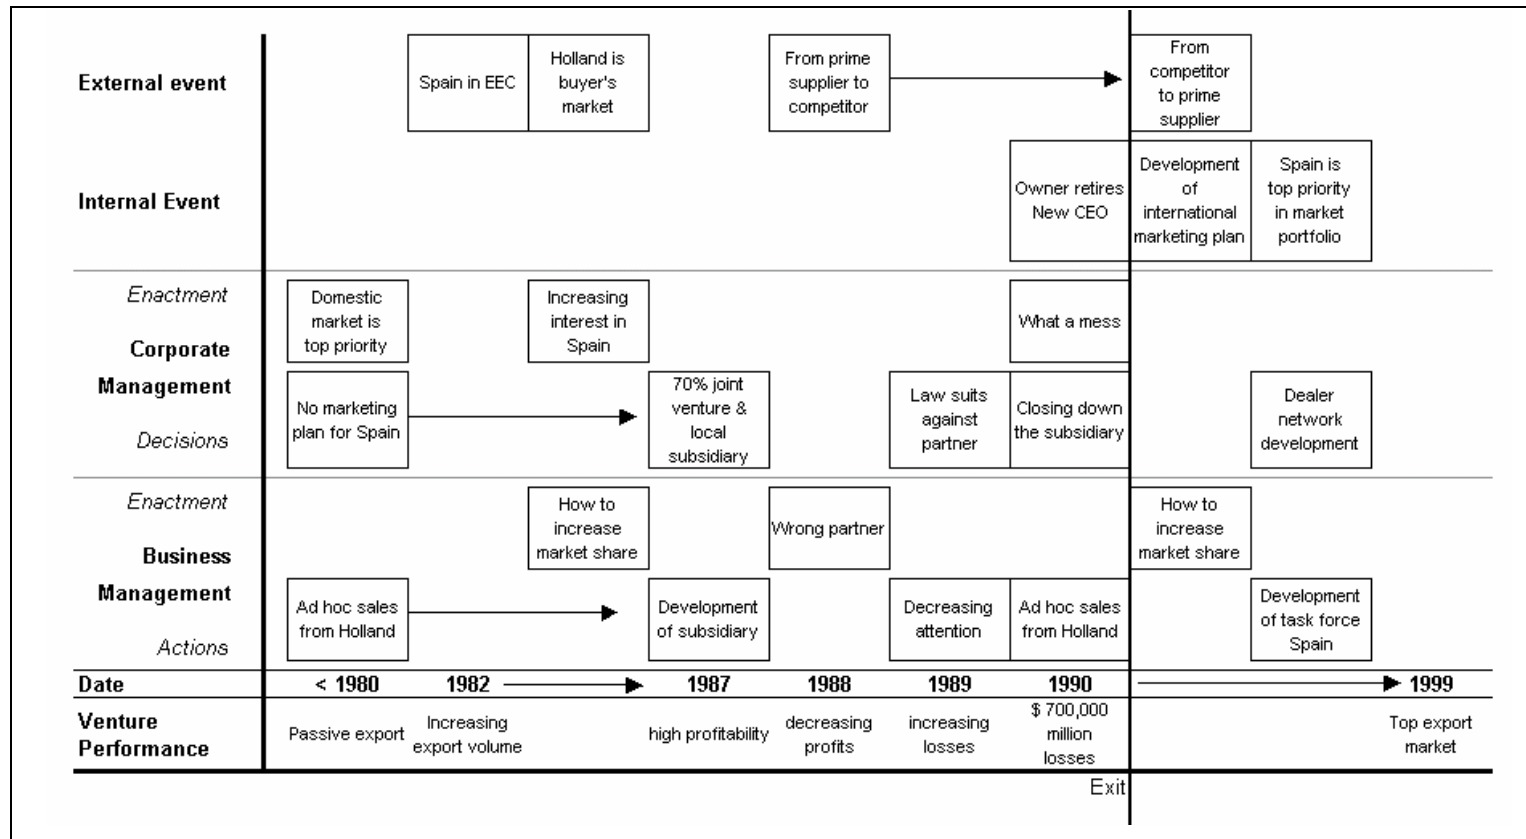 External event
Spain in EEC
Holland is
buyer's
market
From prime
supplier to
competitor
From
competitor
to prime
supplier
Internal Event
Owner retires
New CEO
Development
of
international
marketing plan
Spain is
top priority
in market
portfolio
Enactment
Corporate
Management
Decisions
Domestic
market is
top priority
Increasing
interest in
Spain
What a mess
No marketing
plan for Spain
70% joint
venture &
local
subsidiary
Law suits
against
partner
Closing down
the subsidiary
Dealer
network
development
Enactment
Business
Management
Actions
How to
increase
market share
Wrong partner
How to
increase
market share
Ad hoc sales
from Holland
Development
of subsidiary
Decreasing
attention
Ad hoc sales
from Holland
Development
of task force
Spain
Date
< 1980
1982
1987
1988
1989
1990
1999
Venture
Performance
Passive export
Increasing
export volume
high profitability
decreasing
profits
increasing
losses
$ 700,000
million
losses
Top export
market
Exit